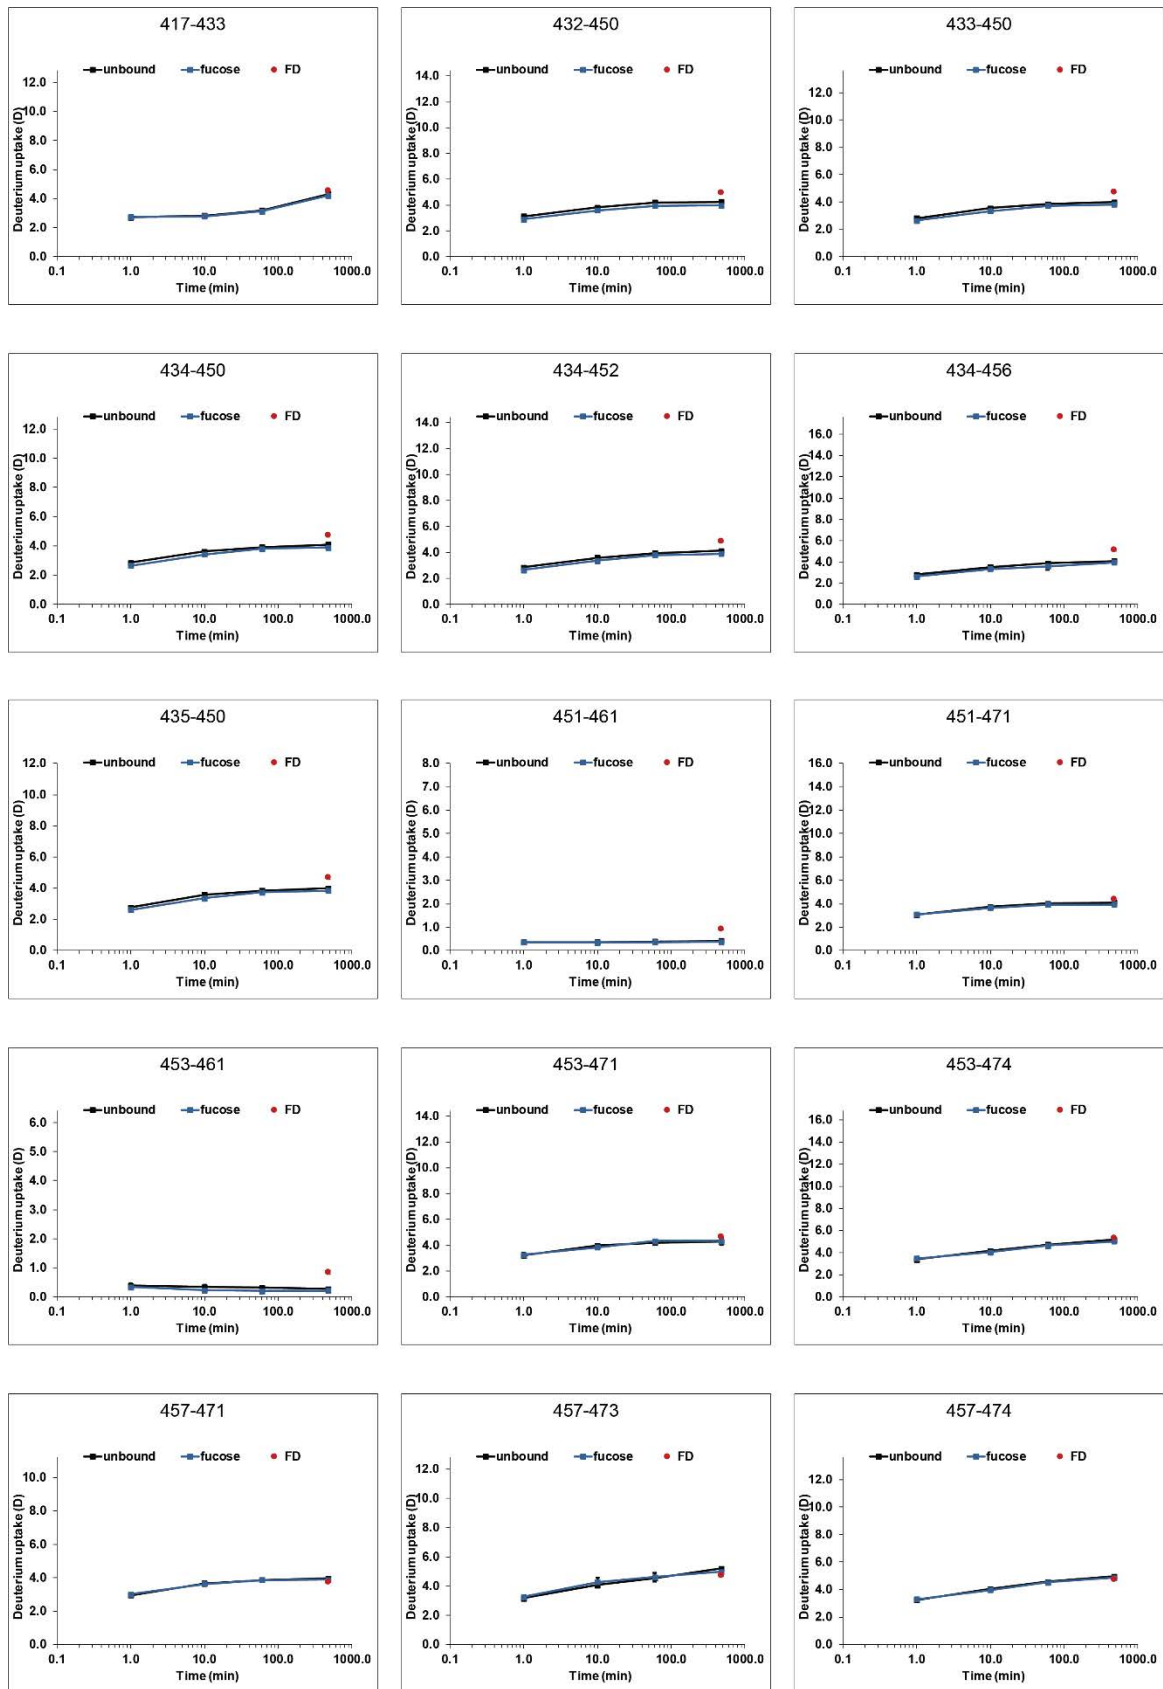 417-433
unbound fucose FD
Deuterium uptake (D)
12.0
10.0
8.0
6.0
4.0
2.0
0.0
0.1 1.0 10.0 100.0 1000.0
Time (min)
432-450
unbound fucose FD
Deuterium uptake (D)
14.0
12.0
10.0
8.0
6.0
4.0
2.0
0.0
0.1 1.0 10.0 100.0 1000.0
Time (min)
433-450
unbound fucose FD
Deuterium uptake (D)
12.0
10.0
8.0
6.0
4.0
2.0
0.0
0.1 1.0 10.0 100.0 1000.0
Time (min)
434-450
unbound fucose FD
Deuterium uptake (D)
12.0
10.0
8.0
6.0
4.0
2.0
0.0
0.1 1.0 10.0 100.0 1000.0
Time (min)
434-452
unbound fucose FD
Deuterium uptake (D)
14.0
12.0
10.0
8.0
6.0
4.0
2.0
0.0
0.1 1.0 10.0 100.0 1000.0
Time (min)
434-456
unbound fucose FD
Deuterium uptake (D)
16.0
14.0
12.0
10.0
8.0
6.0
4.0
2.0
0.0
0.1 1.0 10.0 100.0 1000.0
Time (min)
435-450
unbound fucose FD
Deuterium uptake (D)
12.0
10.0
8.0
6.0
4.0
2.0
0.0
0.1 1.0 10.0 100.0 1000.0
Time (min)
451-461
unbound fucose FD
Deuterium uptake (D)
8.0
7.0
6.0
5.0
4.0
3.0
2.0
1.0
0.0
0.1 1.0 10.0 100.0 1000.0
Time (min)
451-471
unbound fucose FD
Deuterium uptake (D)
16.0
14.0
12.0
10.0
8.0
6.0
4.0
2.0
0.0
0.1 1.0 10.0 100.0 1000.0
Time (min)
453-461
unbound fucose FD
Deuterium uptake (D)
6.0
5.0
4.0
3.0
2.0
1.0
0.0
0.1 1.0 10.0 100.0 1000.0
Time (min)
453-471
unbound fucose FD
Deuterium uptake (D)
14.0
12.0
10.0
8.0
6.0
4.0
2.0
0.0
0.1 1.0 10.0 100.0 1000.0
Time (min)
453-474
unbound fucose FD
Deuterium uptake (D)
16.0
14.0
12.0
10.0
8.0
6.0
4.0
2.0
0.0
0.1 1.0 10.0 100.0 1000.0
Time (min)
457-471
unbound fucose FD
Deuterium uptake (D)
10.0
8.0
6.0
4.0
2.0
0.0
0.1 1.0 10.0 100.0 1000.0
Time (min)
457-473
unbound fucose FD
Deuterium uptake (D)
12.0
10.0
8.0
6.0
4.0
2.0
0.0
0.1 1.0 10.0 100.0 1000.0
Time (min)
457-474
unbound fucose FD
Deuterium uptake (D)
12.0
10.0
8.0
6.0
4.0
2.0
0.0
0.1 1.0 10.0 100.0 1000.0
Time (min)